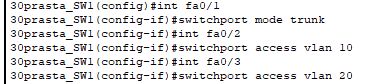 30prasta_SW1(config)#int fa0/1
30prasta_SW1(config-if)#switchport mode trunk
30prasta_SW1(config-if)#int fa0/2
30prasta_SW1(config-if)#switchport access vlan 10
30prasta_SW1(config-if)#int fa0/3
30prasta_SW1(config-if)#switchport access vlan 20